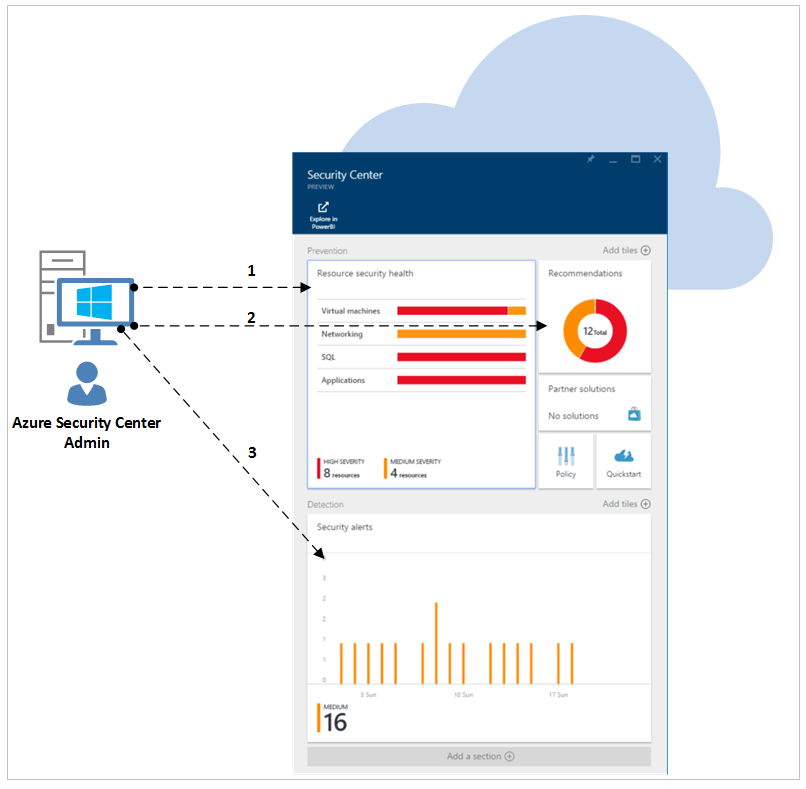 Security Center
PREVIEW
Explore in
PowerBI
Prevention
Add tiles
Resource security health
Virtual machines
Networking
SQL
Applications
HIGH SEVERITY
8 resources
MEDIUM SEVERITY
4 resources
Recommendations
12 Total
Partner solutions
No solutions
Policy
Quickstart
1
2
3
Azure Security Center
Admin
Detection
Add tiles
Security alerts
3
2
2
1
1
0
3 Sun
10 Sun
17 Sun
MEDIUM
16
Add a section